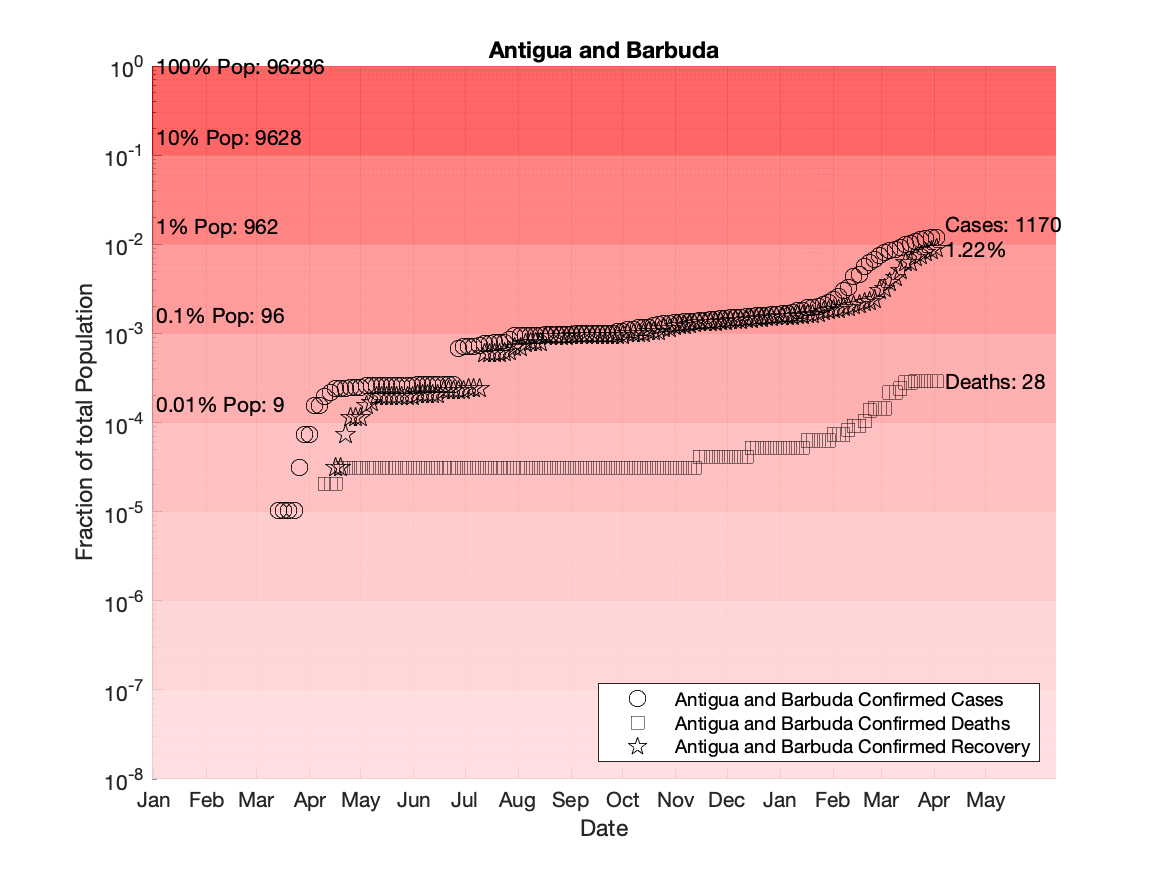 Antigua and Barbuda
10^0
100% Pop: 96286
10% Pop: 9628
10^-1
1% Pop: 962
Cases: 1170
10^-2
1.22%
0.1% Pop: 96
10^-3
Deaths: 28
0.01% Pop: 9
10^-4
10^-5
10^-6
10^-7
10^-8
Fraction of total Population
Antigua and Barbuda Confirmed Cases
Antigua and Barbuda Confirmed Deaths
Antigua and Barbuda Confirmed Recovery
Jan Feb Mar Apr May Jun Jul Aug Sep Oct Nov Dec Jan Feb Mar Apr May
Date